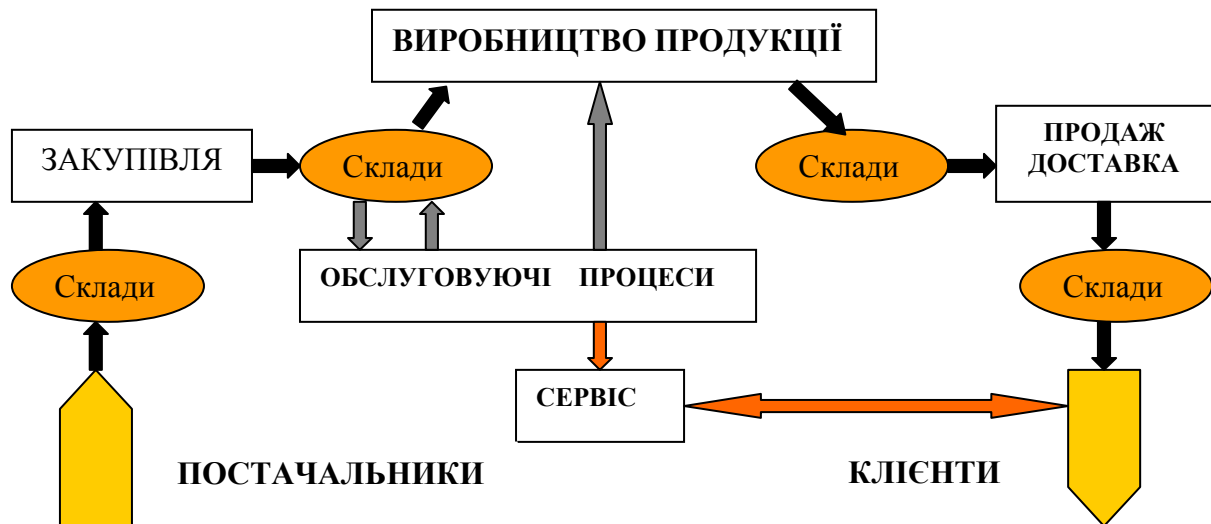 ВИРОБНИЦТВО ПРОДУКЦІЇ
ЗАКУПІВЛЯ
Склади
Склади
ПРОДАЖ
ДОСТАВКА
Склади
ОБСЛУГОВУЮЧІ ПРОЦЕСИ
Склади
СЕРВІС
ПОСТАЧАЛЬНИКИ
КЛІЄНТИ